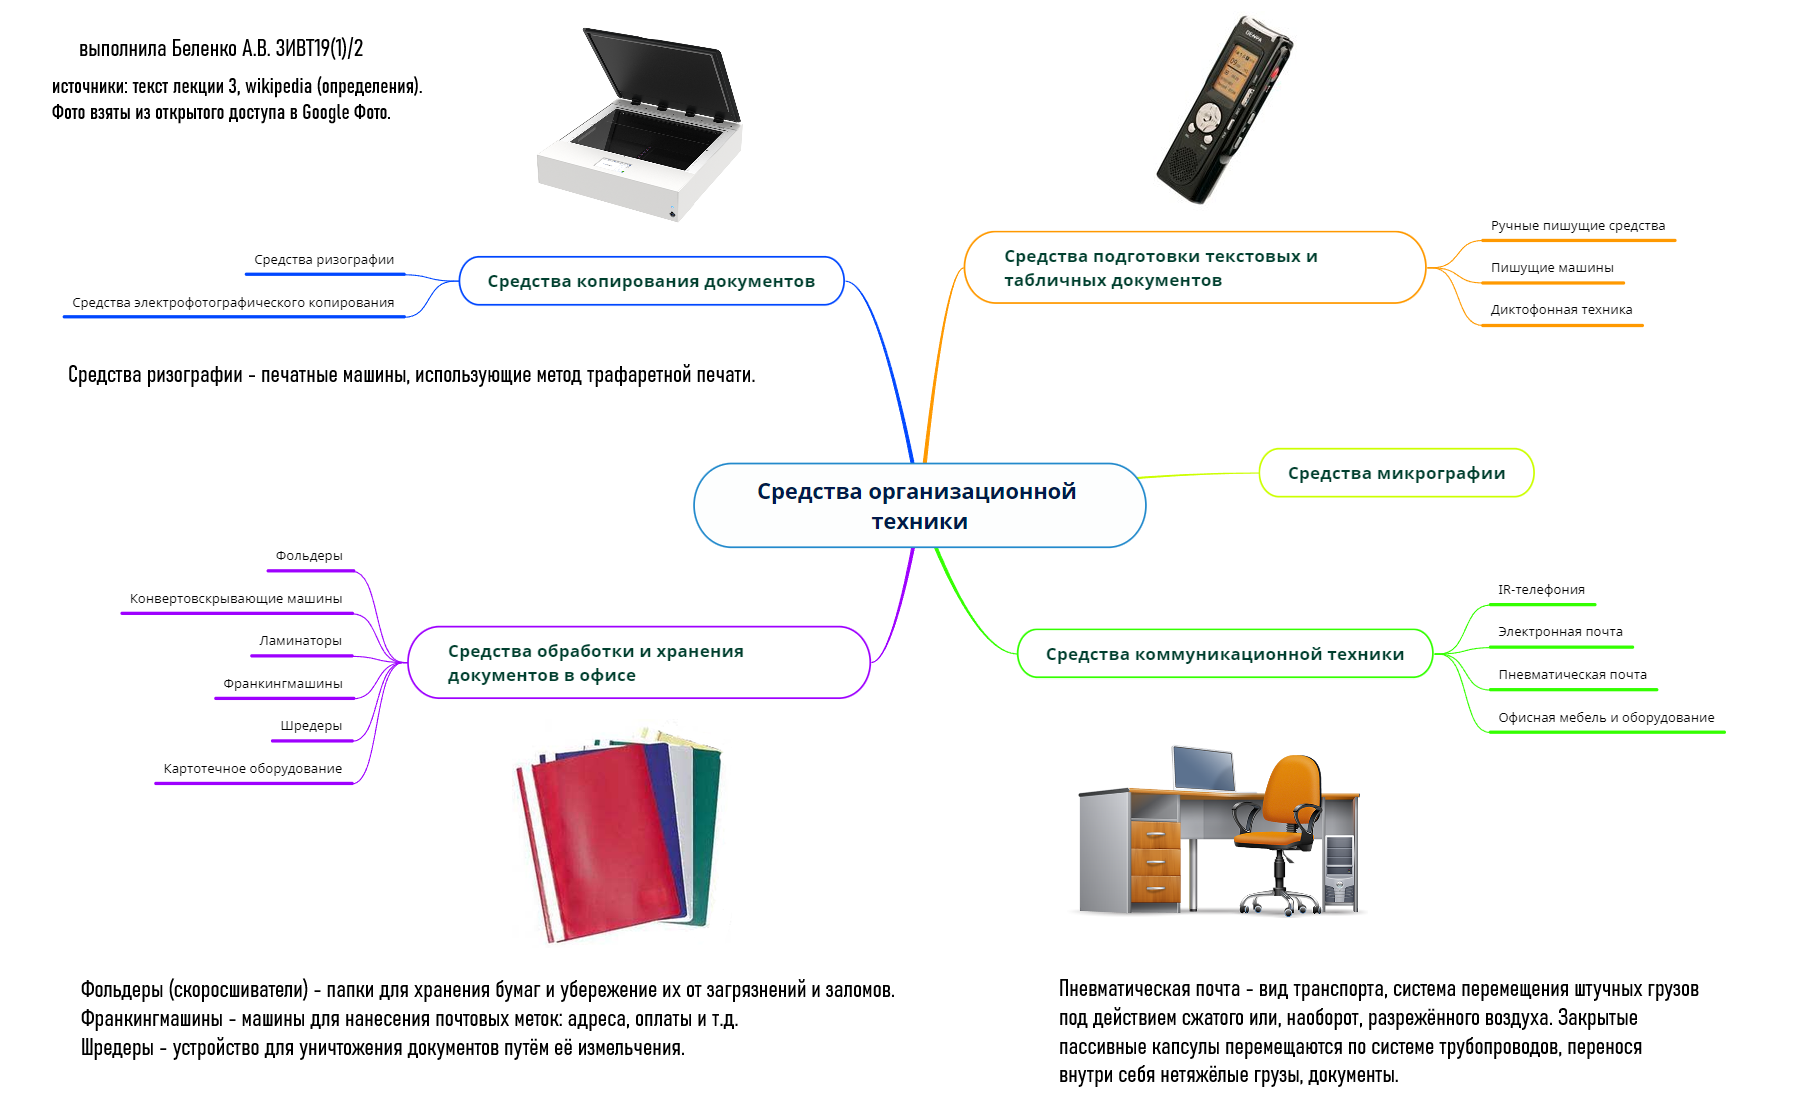 выполнила Беленко А.В. ЗИВТ19(1)/2
источники: текст лекции 3, wikipedia (определения).
Фото взяты из открытого доступа в Google Фото.
Средства ризографии
Средства электрофотографического копирования
Средства копирования документов
Средства подготовки текстовых и
табличных документов
Ручные пишущие средства
Пишущие машины
Диктофонная техника
Средства ризографии - печатные машины, использующие метод трафаретной печати.
Средства организационной
техники
Средства микрографии
Фольдеры
Конвертовскрывающие машины
Ламинаторы
Франкингмашины
Шредеры
Картотечное оборудование
Средства обработки и хранения
документов в офисе
Средства коммуникационной техники
IR-телефония
Электронная почта
Пневматическая почта
Офисная мебель и оборудование
Фольдеры (скоросшиватели) - папки для хранения бумаг и убережение их от загрязнений и заломов.
Франкингмашины - машины для нанесения почтовых меток: адреса, оплаты и т.д.
Шредеры - устройство для уничтожения документов путём её измельчения.
Пневматическая почта - вид транспорта, система перемещения штучных грузов
под действием сжатого или, наоборот, разрежённого воздуха. Закрытые
пассивные капсулы перемещаются по системе трубопроводов, перенося
внутри себя нетяжёлые грузы, документы.